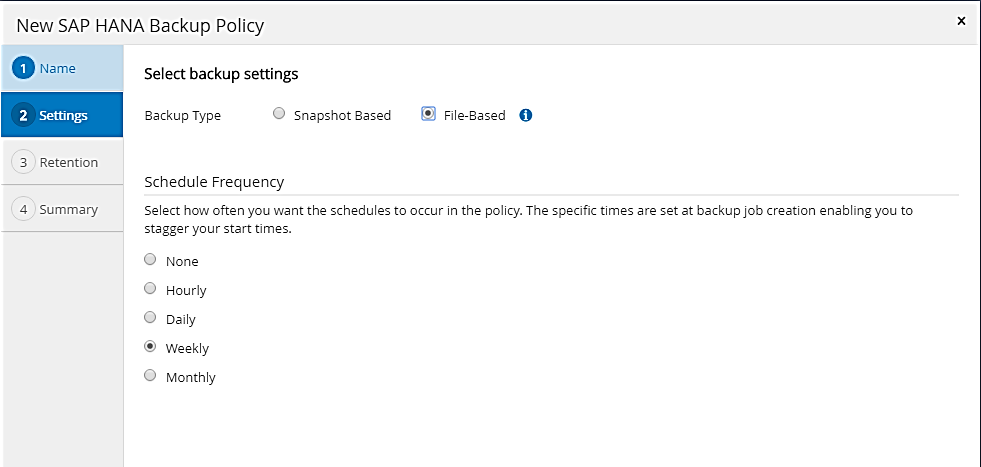 New SAP HANA Backup Policy ×
1 Name
2 Settings
3 Retention
4 Summary
Select backup settings
Backup Type Snapshot Based File-Based i
Schedule Frequency
Select how often you want the schedules to occur in the policy. The specific times are set at backup job creation enabling you to
stagger your start times.
None
Hourly
Daily
Weekly
Monthly